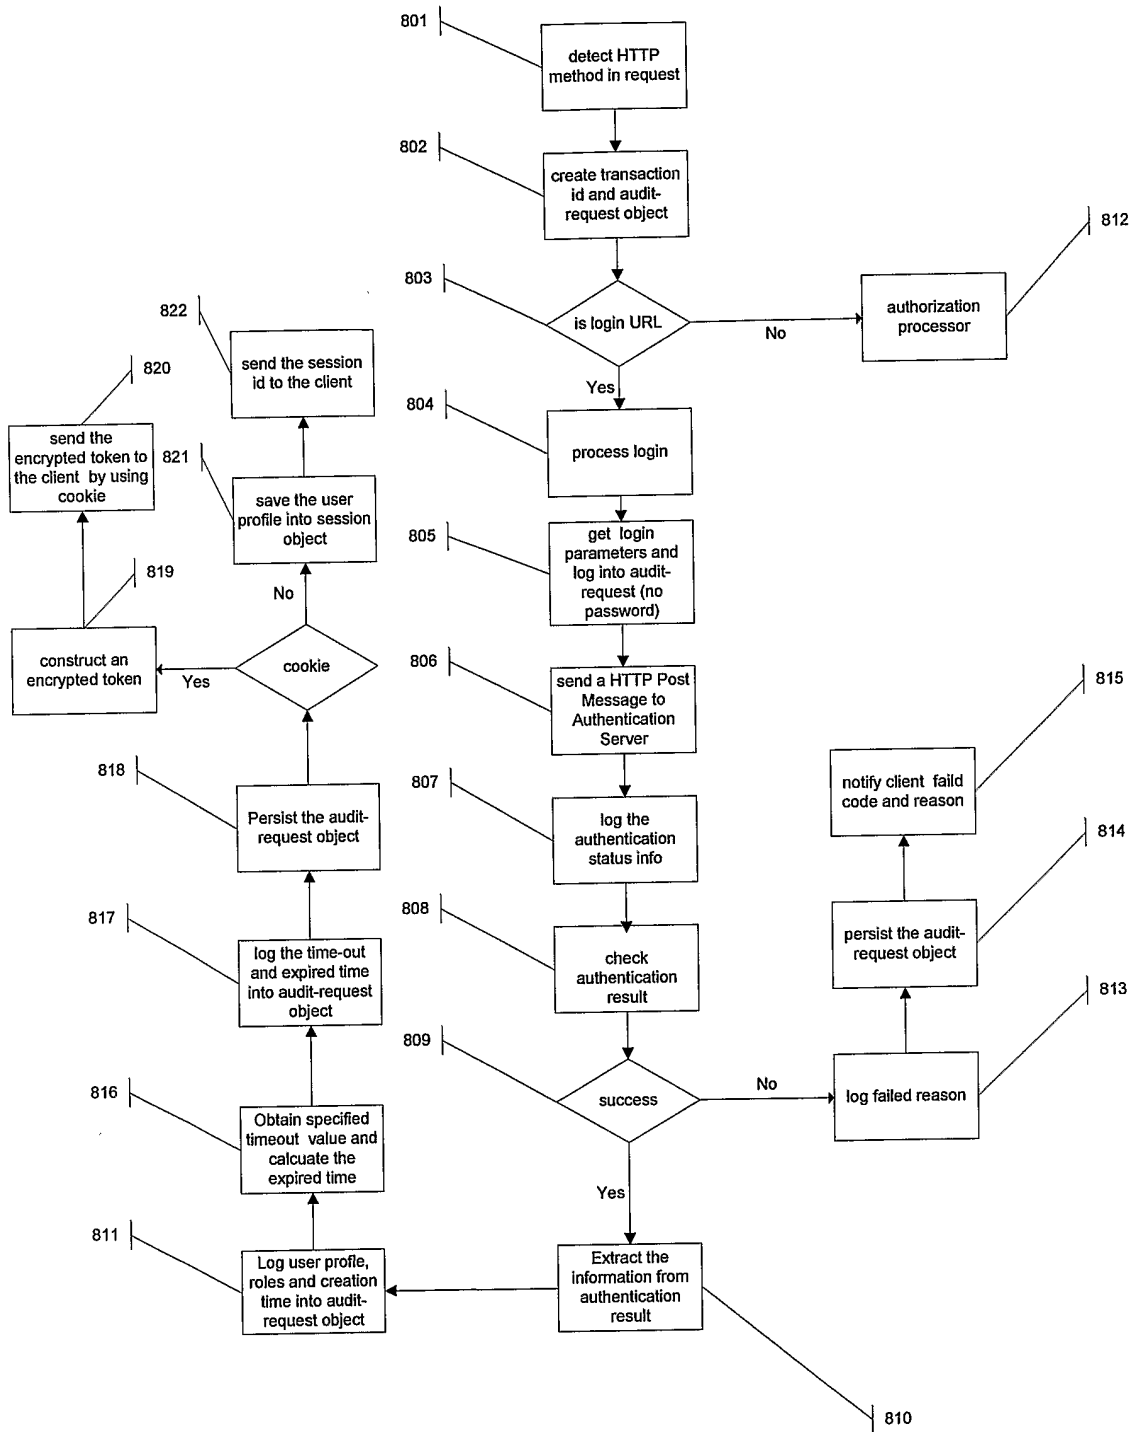 801
detect HTTP
method in request
802
create transaction
id and audit-
request object
803
is login URL
No
812
authorization
processor
Yes
804
process login
805
get login
parameters and
log into audit-
request (no
password)
806
send a HTTP Post
Message to
Authentication
Server
807
log the
authentication
status info
808
check
authentication
result
809
success
No
813
log failed reason
814
persist the audit-
request object
815
notify client faild
code and reason
Yes
810
Extract the
information from
authentication
result
811
Log user profle,
roles and creation
time into audit-
request object
816
Obtain specified
timeout value and
calcuate the
expired time
817
log the time-out
and expired time
into audit-request
object
818
Persist the audit-
request object
cookie
Yes
819
construct an
encrypted token
820
send the
encrypted token to
the client by using
cookie
No
821
save the user
profile into session
object
822
send the session
id to the client